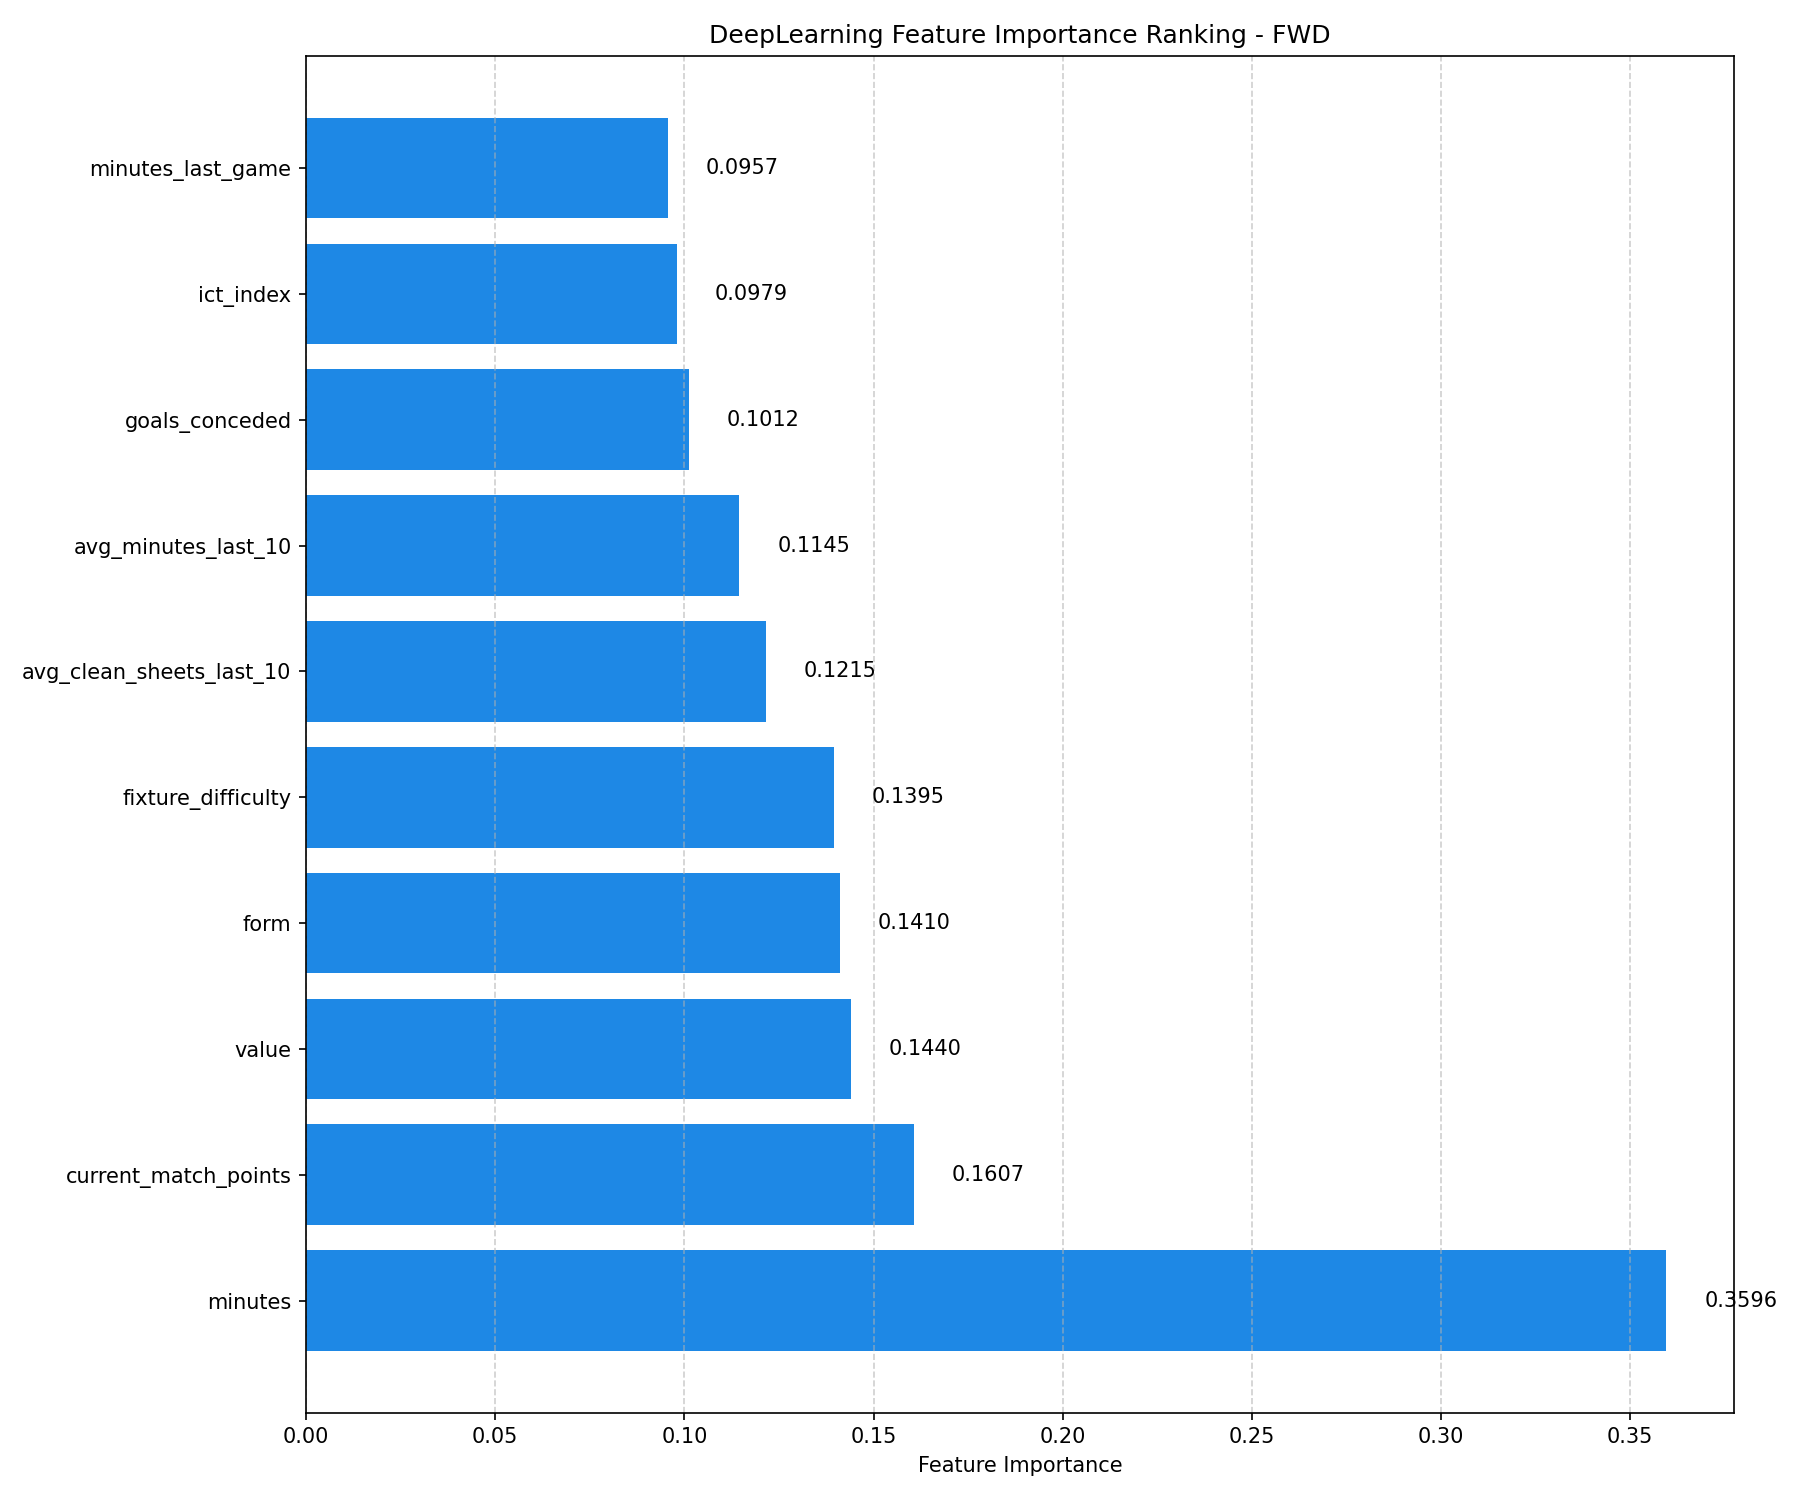 DeepLearning Feature Importance Ranking - FWD
minutes_last_game 0.0957
ict_index 0.0979
goals_conceded 0.1012
avg_minutes_last_10 0.1145
avg_clean_sheets_last_10 0.1215
fixture_difficulty 0.1395
form 0.1410
value 0.1440
current_match_points 0.1607
minutes 0.3596
0.00 0.05 0.10 0.15 0.20 0.25 0.30 0.35
Feature Importance